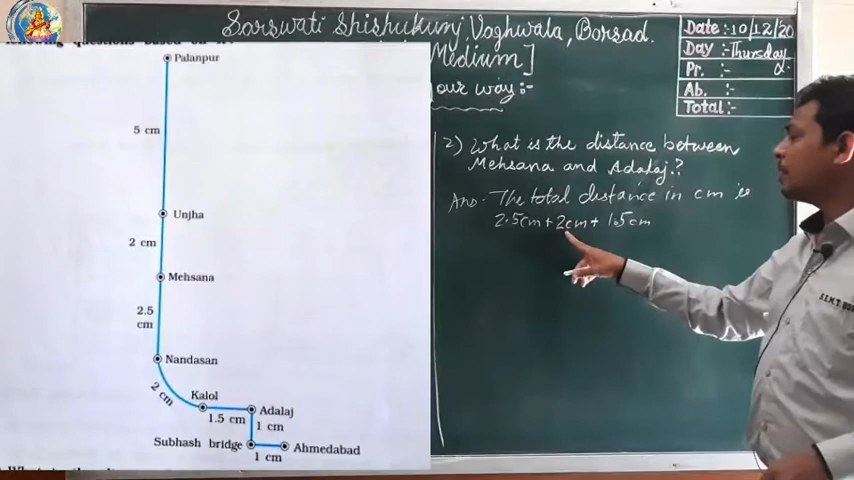 Sarswati Shishukunj, Vaghwala, Borsad.
Medium]
our way:-
Date:-10/12/20
Day:-Thursday
Pr. :-
Ab. :-
Total:-
2) What is the distance between
Mehsana and Adalaj.?
Ans. The total distance in cm is
2.5cm+2cm+1.5cm
Palanpur
5 cm
Unjha
2 cm
Mehsana
2.5
cm
Nandasan
2 cm
Kalol
Adalaj
1.5 cm
1 cm
Subhash bridge
Ahmedabad
1 cm